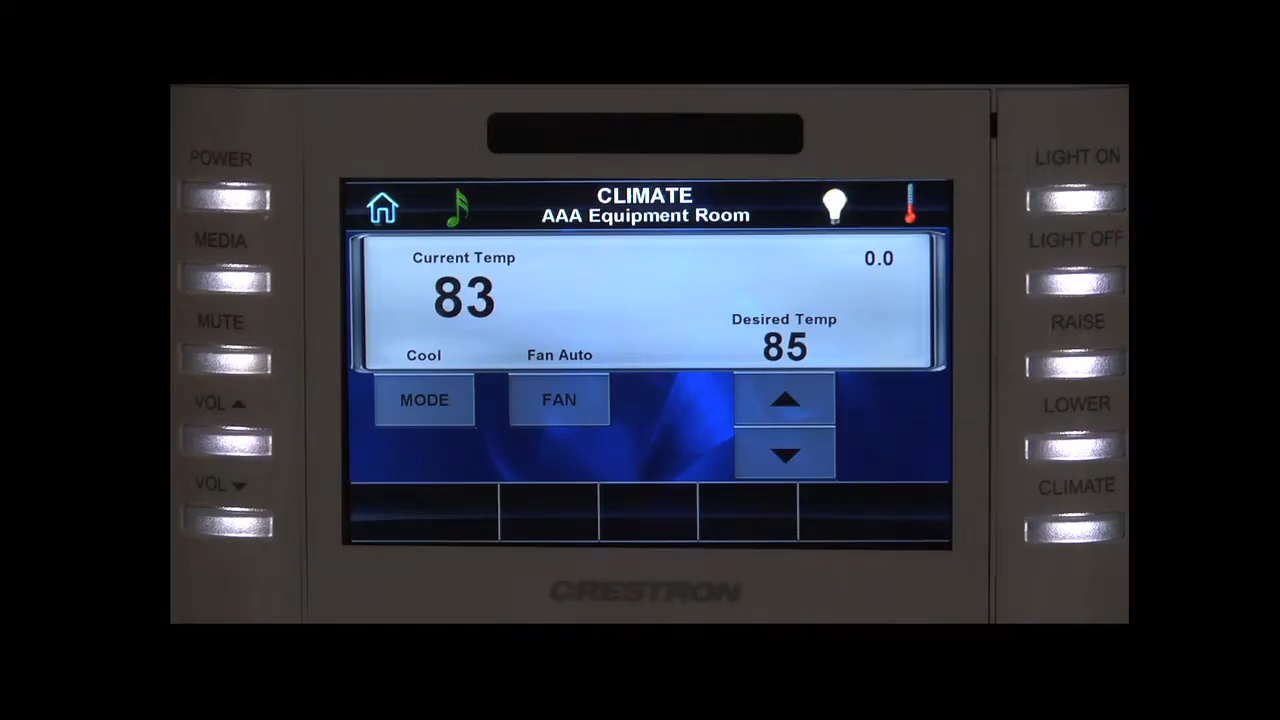 POWER
MEDIA
MUTE
VOL
VOL
CLIMATE
AAA Equipment Room
Current Temp
83
0.0
Desired Temp
85
Cool
Fan Auto
MODE
FAN
CRESTRON
LIGHT ON
LIGHT OFF
RAISE
LOWER
CLIMATE